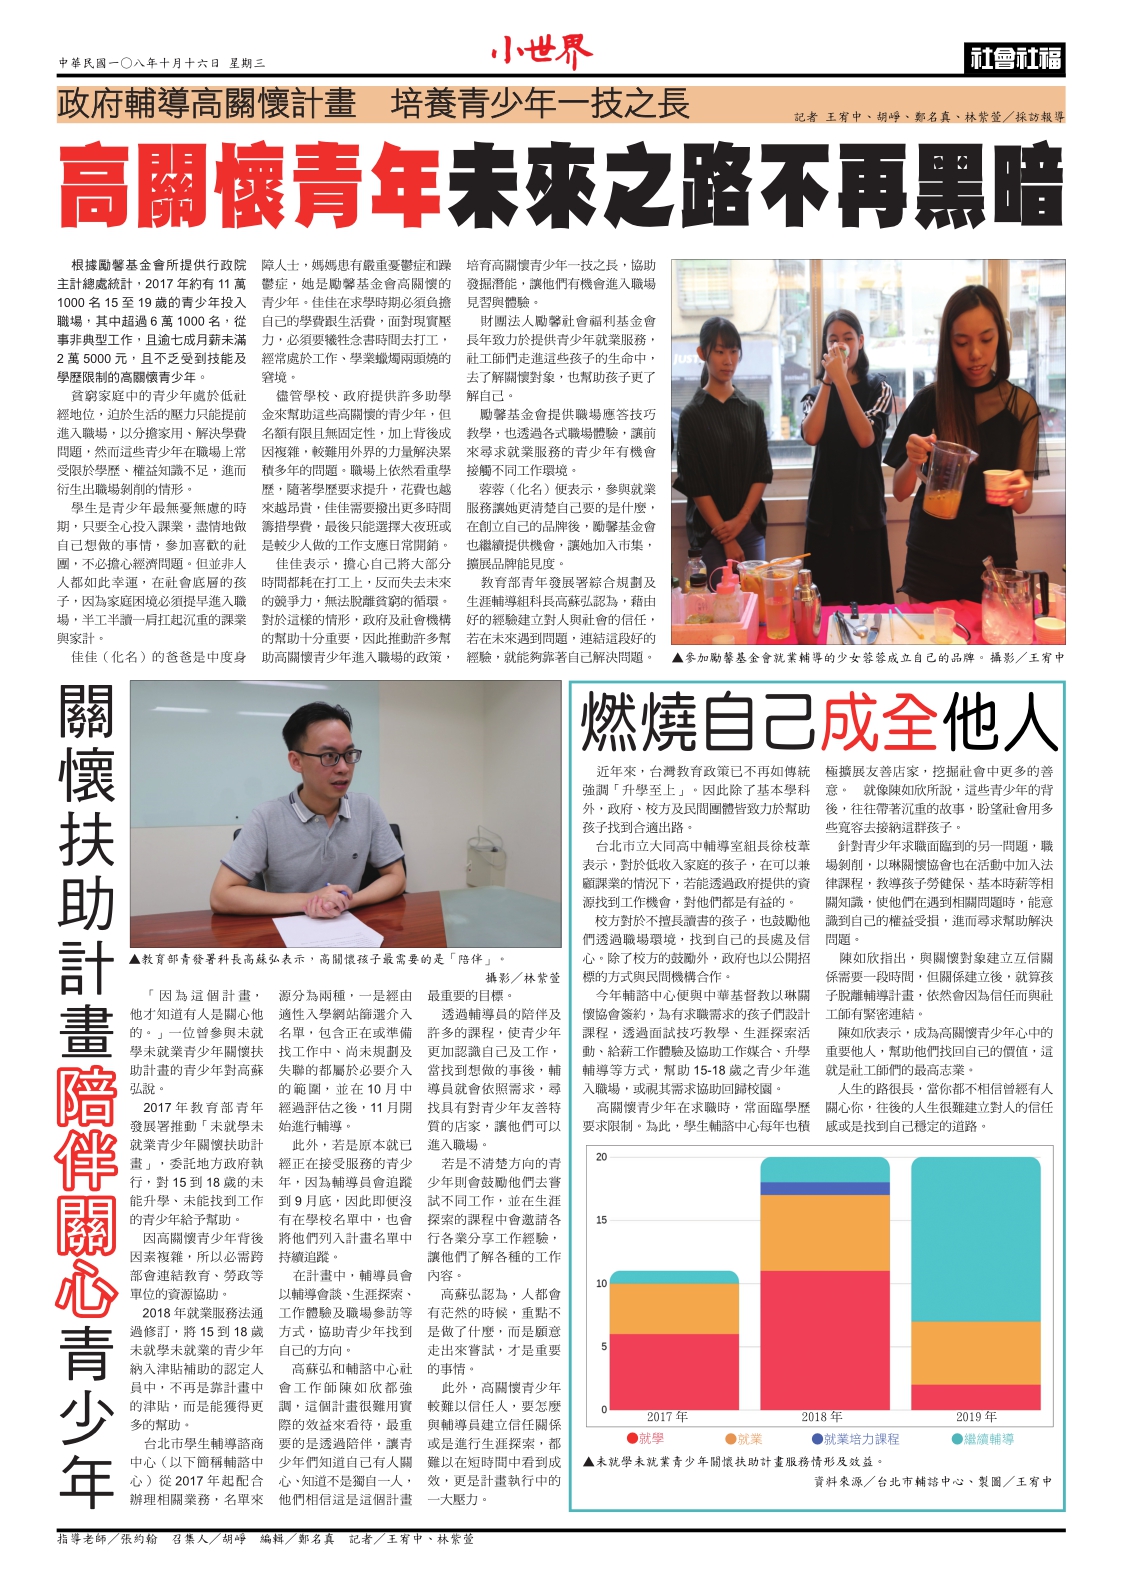 中華民國一〇八年十月十六日 星期三
小世界
社會社福
政府輔導高關懷計畫 培養青少年一技之長
記者 王宥中、胡崢、鄭名真、林紫萱／採訪報導
高關懷青年未來之路不再黑暗
根據勵馨基金會所提供行政院
主計總處統計，2017 年約有 11 萬
1000 名 15 至 19 歲的青少年投入
職場，其中超過 6 萬 1000 名，從
事非典型工作，且逾七成月薪未滿
2 萬 5000 元，且不乏受到技能及
學歷限制的高關懷青少年。
貧窮家庭中的青少年處於低社
經地位，迫於生活的壓力只能提前
進入職場，以分擔家用、解決學費
問題，然而這些青少年在職場上常
受限於學歷、權益知識不足，進而
衍生出職場剝削的情形。
學生是青少年最無憂無慮的時
期，只要全心投入課業，盡情地做
自己想做的事情，參加喜歡的社
團，不必擔心經濟問題。但並非人
人都如此幸運，在社會底層的孩
子，因為家庭困境必須提早進入職
場，半工半讀一肩扛起沉重的課業
與家計。
佳佳（化名）的爸爸是中度身
障人士，媽媽患有嚴重憂鬱症和躁
鬱症，她是勵馨基金會高關懷的
青少年。佳佳在求學時期必須負擔
自己的學費跟生活費，面對現實壓
力，必須要犧牲念書時間去打工，
經常處於工作、學業蠟燭兩頭燒的
窘境。
儘管學校、政府提供許多助學
金來幫助這些高關懷的青少年，但
名額有限且無固定性，加上背後成
因複雜，較難用外界的力量解決累
積多年的問題。職場上依然看重學
歷，隨著學歷要求提升，花費也越
來越昂貴，佳佳需要撥出更多時間
籌措學費，最後只能選擇大夜班或
是較少人做的工作支應日常開銷。
佳佳表示，擔心自己將大部分
時間都耗在打工上，反而失去未來
的競爭力，無法脫離貧窮的循環。
對於這樣的情形，政府及社會機構
的幫助十分重要，因此推動許多幫
助高關懷青少年進入職場的政策，
培育高關懷青少年一技之長，協助
發掘潛能，讓他們有機會進入職場
見習與體驗。
財團法人勵馨社會福利基金會
長年致力於提供青少年就業服務，
社工師們走進這些孩子的生命中，
去了解關懷對象，也幫助孩子更了
解自己。
勵馨基金會提供職場應答技巧
教學，也透過各式職場體驗，讓前
來尋求就業服務的青少年有機會
接觸不同工作環境。
蓉蓉（化名）便表示，參與就業
服務讓她更清楚自己要的是什麼，
在創立自己的品牌後，勵馨基金會
也繼續提供機會，讓她加入市集，
擴展品牌能見度。
教育部青年發展署綜合規劃及
生涯輔導組科長高蘇弘認為，藉由
好的經驗建立對人與社會的信任，
若在未來遇到問題，連結這段好的
經驗，就能夠靠著自己解決問題。
▲參加勵馨基金會就業輔導的少女蓉蓉成立自己的品牌。攝影／王宥中
關懷扶助計畫陪伴關心青少年
▲教育部青發署科長高蘇弘表示，高關懷孩子最需要的是「陪伴」。
攝影／林紫萱
「因為這個計畫，
他才知道有人是關心他
的。」一位曾參與未就
學未就業青少年關懷扶
助計畫的青少年對高蘇
弘說。
2017 年教育部青年
發展署推動「未就學未
就業青少年關懷扶助計
畫」，委託地方政府執
行，對 15 到 18 歲的未
能升學、未能找到工作
的青少年給予幫助。
因高關懷青少年背後
因素複雜，所以必需跨
部會連結教育、勞政等
單位的資源協助。
2018 年就業服務法通
過修訂，將 15 到 18 歲
未就學未就業的青少年
納入津貼補助的認定人
員中，不再是靠計畫中
的津貼，而是能獲得更
多的幫助。
台北市學生輔導諮商
中心（以下簡稱輔諮中
心）從 2017 年起配合
辦理相關業務，名單來
源分為兩種，一是經由
適性入學網站篩選介入
名單，包含正在或準備
找工作中、尚未規劃及
失聯的都屬於必要介入
的範圍，並在 10 月中
經過評估之後，11 月開
始進行輔導。
此外，若是原本就已
經正在接受服務的青少
年，因為輔導員會追蹤
到 9 月底，因此即便沒
有在學校名單中，也會
將他們列入計畫名單中
持續追蹤。
在計畫中，輔導員會
以輔導會談、生涯探索、
工作體驗及職場參訪等
方式，協助青少年找到
自己的方向。
高蘇弘和輔諮中心社
會工作師陳如欣都強
調，這個計畫很難用實
際的效益來看待，最重
要的是透過陪伴，讓青
少年們知道自己有人關
心、知道不是獨自一人，
他們相信這是這個計畫
最重要的目標。
透過輔導員的陪伴及
許多的課程，使青少年
更加認識自己及工作，
當找到想做的事後，輔
導員就會依照需求，尋
找具有對青少年友善特
質的店家，讓他們可以
進入職場。
若是不清楚方向的青
少年則會鼓勵他們去嘗
試不同工作，並在生涯
探索的課程中會邀請各
行各業分享工作經驗，
讓他們了解各種的工作
內容。
高蘇弘認為，人都會
有茫然的時候，重點不
是做了什麼，而是願意
走出來嘗試，才是重要
的事情。
此外，高關懷青少年
較難以信任人，要怎麼
與輔導員建立信任關係
或是進行生涯探索，都
難以在短時間中看到成
效，更是計畫執行中的
一大壓力。
燃燒自己成全他人
近年來，台灣教育政策已不再如傳統
強調「升學至上」。因此除了基本學科
外，政府、校方及民間團體皆致力於幫助
孩子找到合適出路。
台北市立大同高中輔導室組長徐枝葦
表示，對於低收入家庭的孩子，在可以兼
顧課業的情況下，若能透過政府提供的資
源找到工作機會，對他們都是有益的。
校方對於不擅長讀書的孩子，也鼓勵他
們透過職場環境，找到自己的長處及信
心。除了校方的鼓勵外，政府也以公開招
標的方式與民間機構合作。
今年輔諮中心便與中華基督教以琳關
懷協會簽約，為有求職需求的孩子們設計
課程，透過面試技巧教學、生涯探索活
動、給薪工作體驗及協助工作媒合、升學
輔導等方式，幫助 15-18 歲之青少年進
入職場，或視其需求協助回歸校園。
高關懷青少年在求職時，常面臨學歷
要求限制。為此，學生輔諮中心每年也積
極擴展友善店家，挖掘社會中更多的善
意。 就像陳如欣所說，這些青少年的背
後，往往帶著沉重的故事，盼望社會用多
些寬容去接納這群孩子。
針對青少年求職面臨到的另一問題，職
場剝削，以琳關懷協會也在活動中加入法
律課程，教導孩子勞健保、基本時薪等相
關知識，使他們在遇到相關問題時，能意
識到自己的權益受損，進而尋求幫助解決
問題。
陳如欣指出，與關懷對象建立互信關
係需要一段時間，但關係建立後，就算孩
子脫離輔導計畫，依然會因為信任而與社
工師有緊密連結。
陳如欣表示，成為高關懷青少年心中的
重要他人，幫助他們找回自己的價值，這
就是社工師們的最高志業。
人生的路很長，當你都不相信曾經有人
關心你，往後的人生很難建立對人的信任
感或是找到自己穩定的道路。
20
15
10
5
0
2017 年 2018 年 2019 年
就學 就業 就業培力課程 繼續輔導
▲未就學未就業青少年關懷扶助計畫服務情形及效益。
資料來源／台北市輔諮中心、製圖／王宥中
指導老師／張約翰 召集人／胡崢 編輯／鄭名真 記者／王宥中、林紫萱